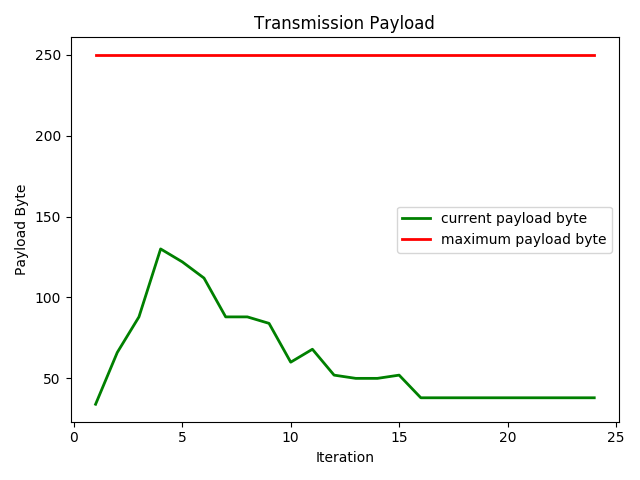 Transmission Payload
250
200
150
100
50
Payload Byte
current payload byte
maximum payload byte
0
5
10
15
20
25
Iteration